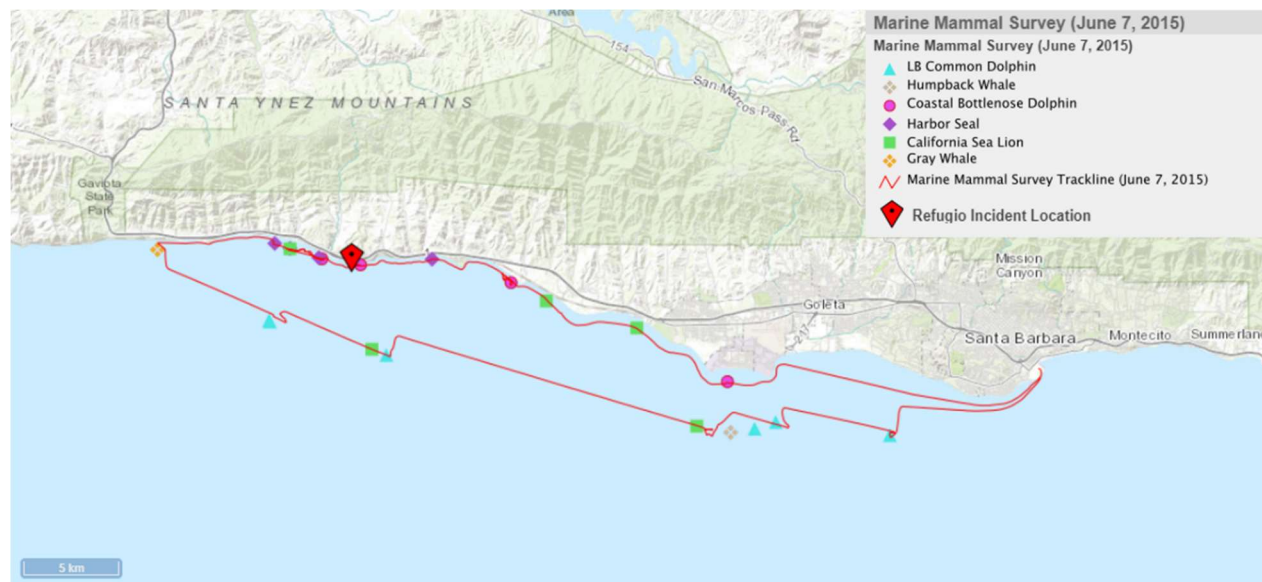 Area
154
San Marcos Pass Rd
SANTA YNEZ MOUNTAINS
Gaviota
State
Park
Mission
Canyon
Goleta
217
Santa Barbara
Montecito
Summerland
5 km
Marine Mammal Survey (June 7, 2015)
Marine Mammal Survey (June 7, 2015)
LB Common Dolphin
Humpback Whale
Coastal Bottlenose Dolphin
Harbor Seal
California Sea Lion
Gray Whale
Marine Mammal Survey Trackline (June 7, 2015)
Refugio Incident Location